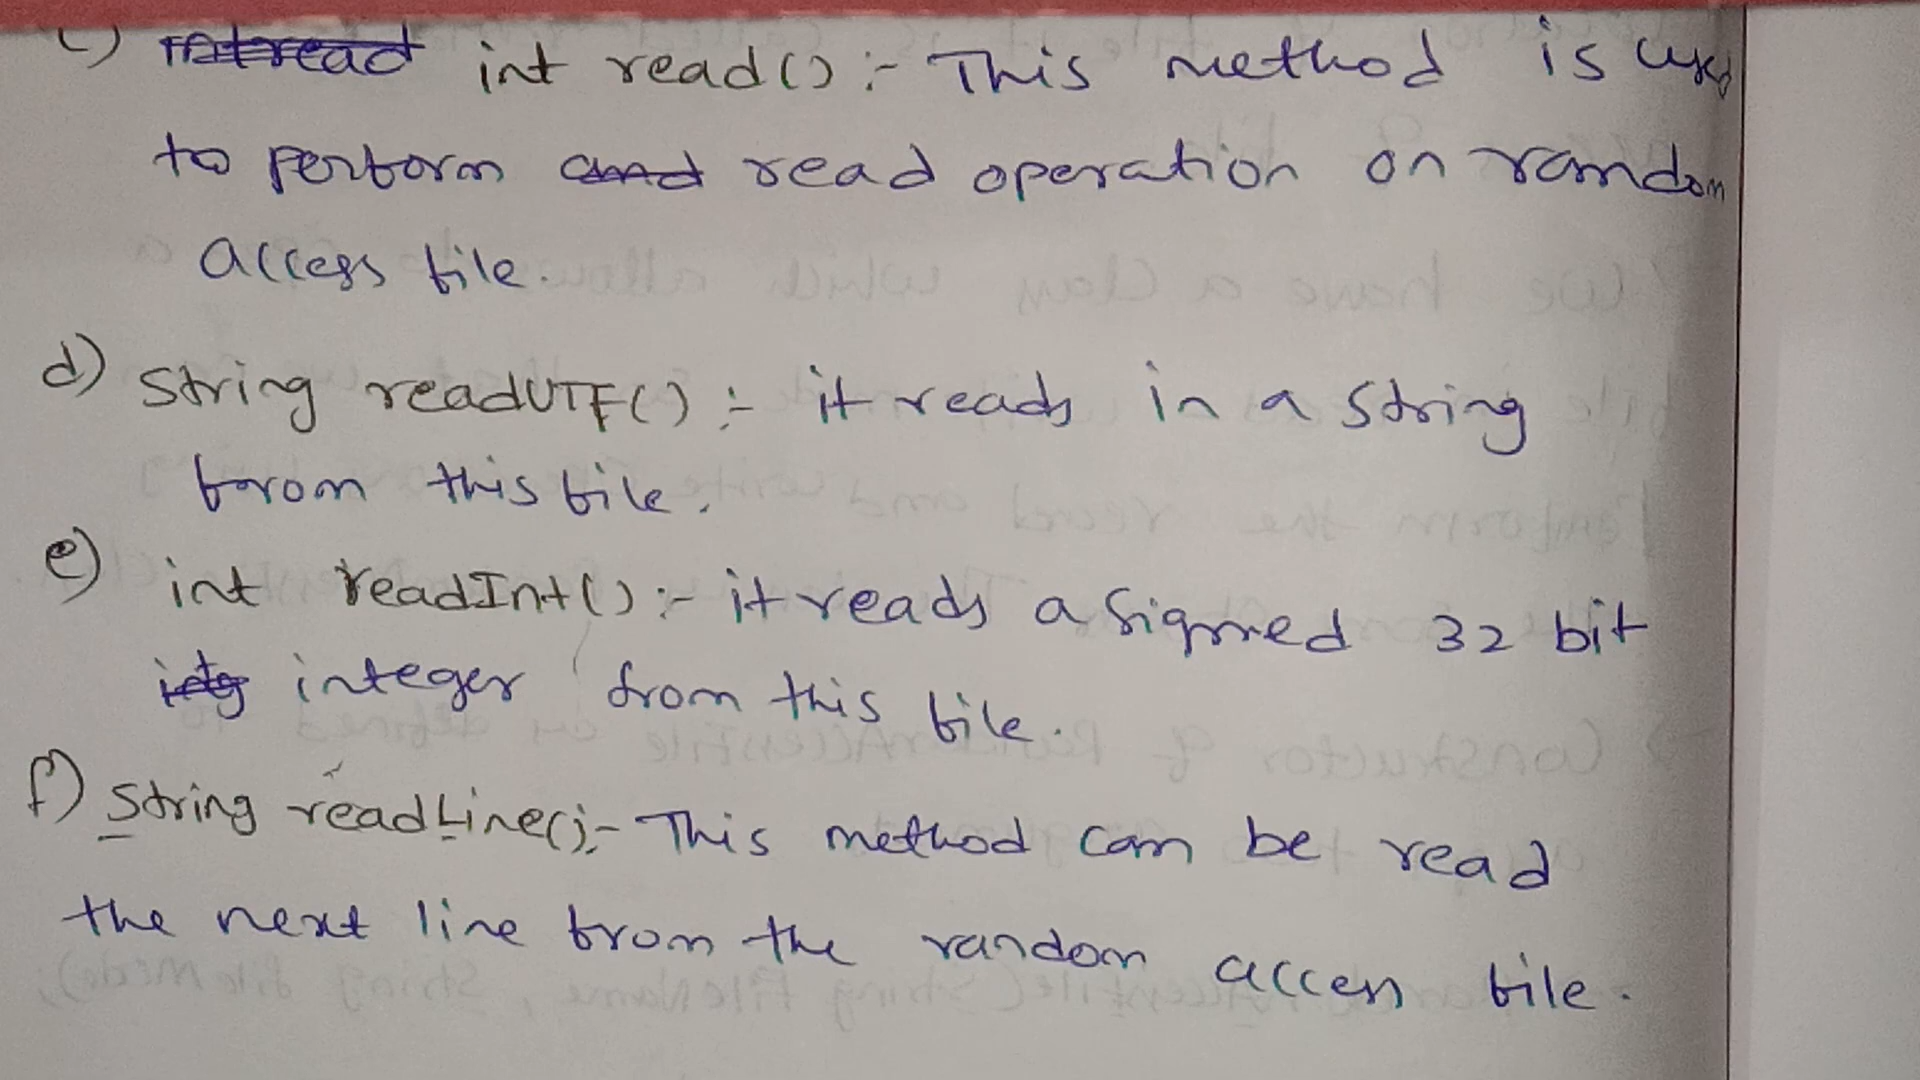 c) int read() :- This method is used
to perform read operation on random
access file.
d) String readUTF() :- it reads in a string
from this file.
e) int readInt() :- it reads a signed 32 bit
integer from this file.
f) String readLine() :- This method can be read
the next line from the random access file.